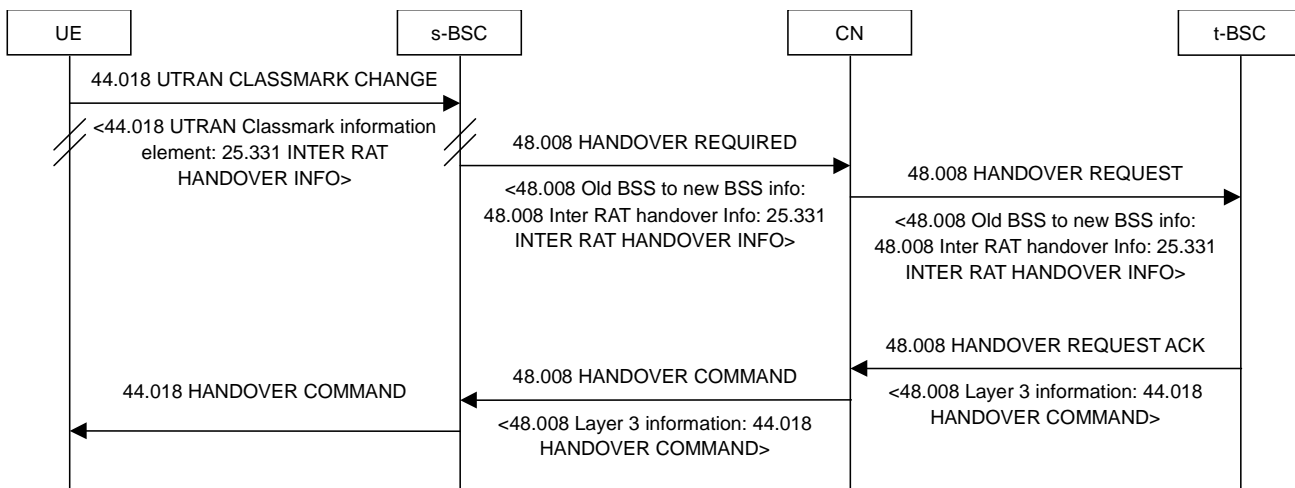 UE
s-BSC
CN
t-BSC
44.018 UTRAN CLASSMARK CHANGE
<44.018 UTRAN Classmark information
element: 25.331 INTER RAT
HANDOVER INFO>
48.008 HANDOVER REQUIRED
<48.008 Old BSS to new BSS info:
48.008 Inter RAT handover Info: 25.331
INTER RAT HANDOVER INFO>
48.008 HANDOVER REQUEST
<48.008 Old BSS to new BSS info:
48.008 Inter RAT handover Info: 25.331
INTER RAT HANDOVER INFO>
48.008 HANDOVER REQUEST ACK
<48.008 Layer 3 information: 44.018
HANDOVER COMMAND>
48.008 HANDOVER COMMAND
<48.008 Layer 3 information: 44.018
HANDOVER COMMAND>
44.018 HANDOVER COMMAND